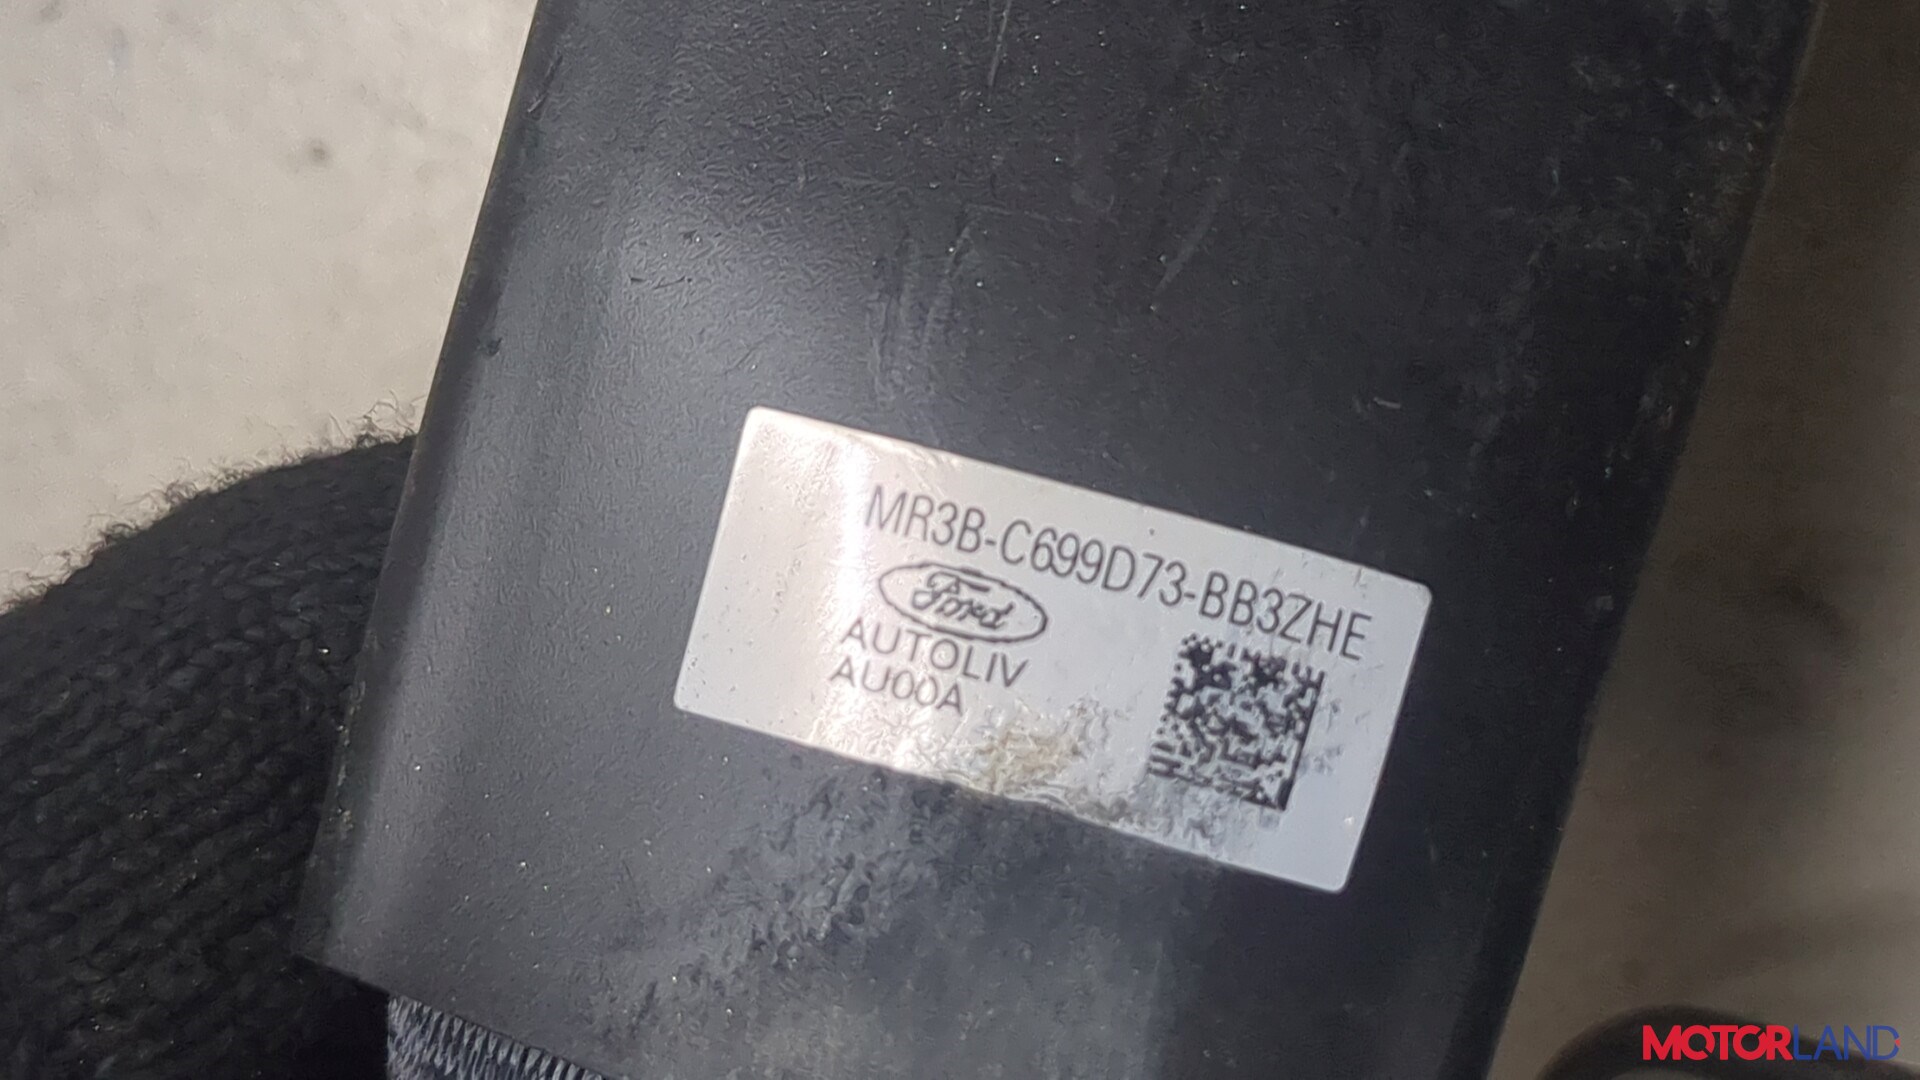 MR3B-C699D73-BB3ZHE
Ford
AUTOLIV
AU00A
MOTORLAND